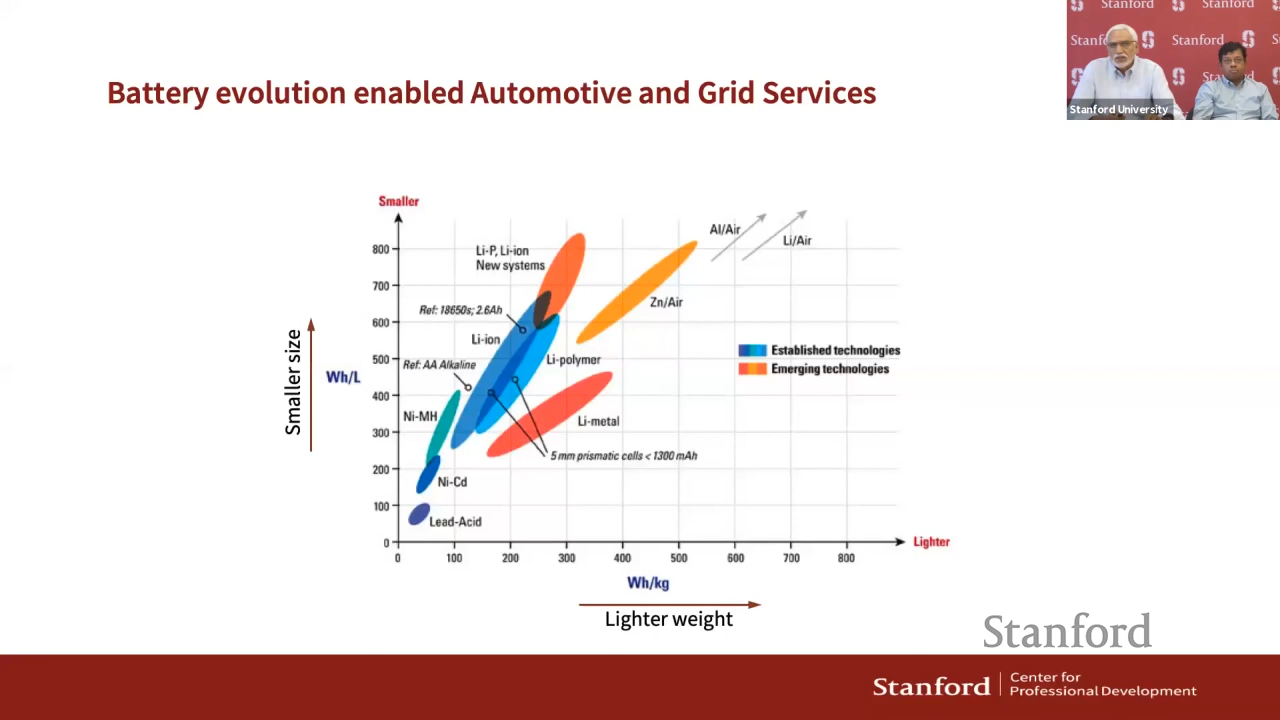 Stanford
Stanford
Stanford
Stanford
Stanford
Stanford University
Battery evolution enabled Automotive and Grid Services
Smaller
Al/Air
Li/Air
800
Li-P, Li-ion
New systems
700
Zn/Air
Ref: 18650s; 2.6Ah
600
Li-ion
Established technologies
500
Li-polymer
Ref: AA Alkaline
Emerging technologies
Smaller size
Wh/L
400
Ni-MH
Li-metal
300
5 mm prismatic cells < 1300 mAh
200
Ni-Cd
100
Lead-Acid
0
Lighter
0 100 200 300 400 500 600 700 800
Wh/kg
Lighter weight
Stanford
Stanford
Center for
Professional Development